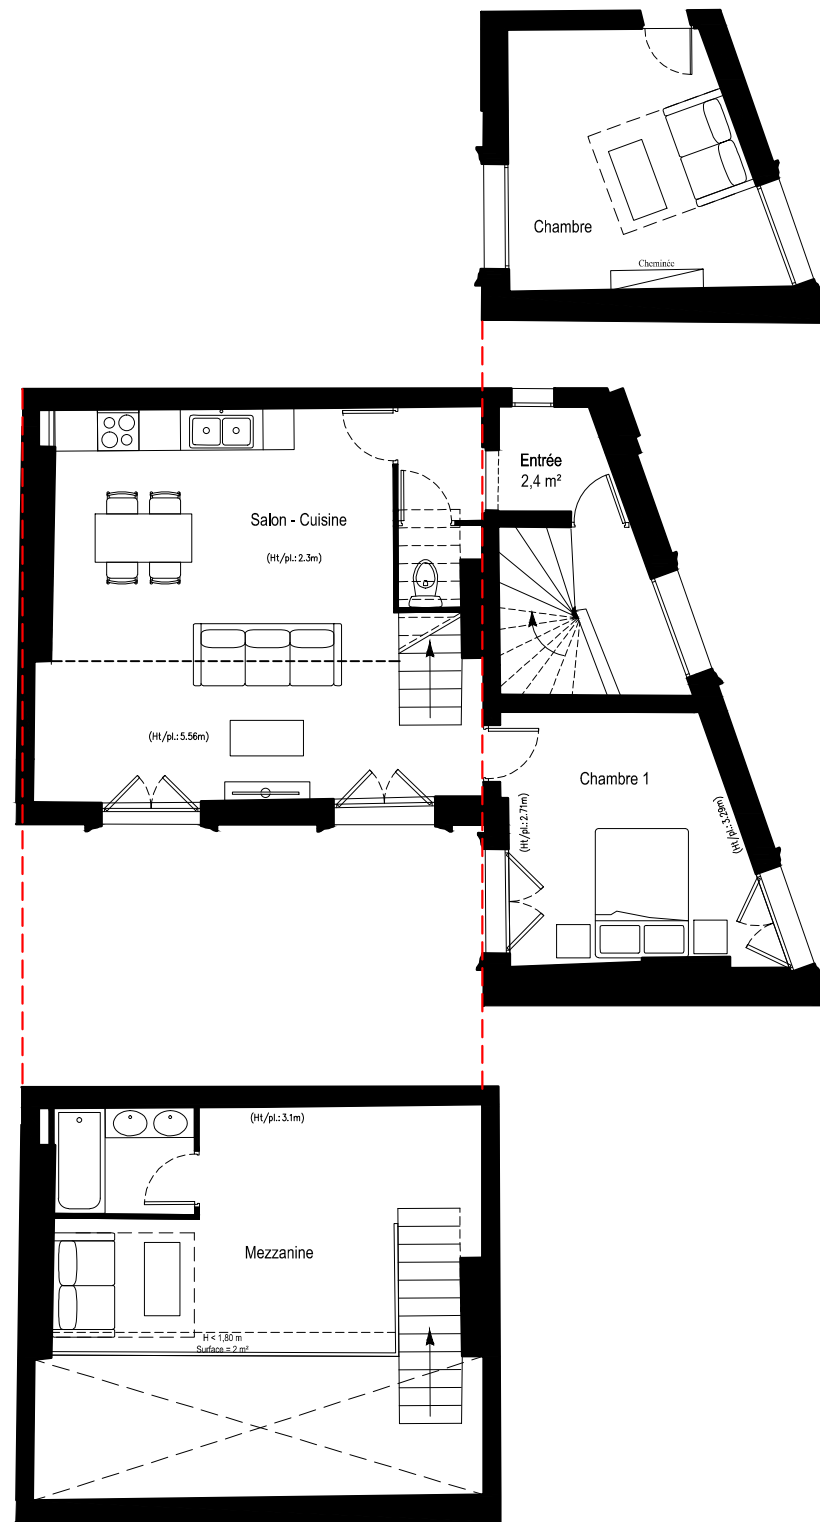 Chambre
Cheminée
Entrée
2,4 m²
Salon - Cuisine
(Ht/pl.: 2.3m)
(Ht/pl.: 5.56m)
Chambre 1
(Ht/pl.: 2.71m)
(Ht/pl.: 3.29m)
(Ht/pl.: 3.1m)
Mezzanine
H < 1,80 m
Surface = 2 m²